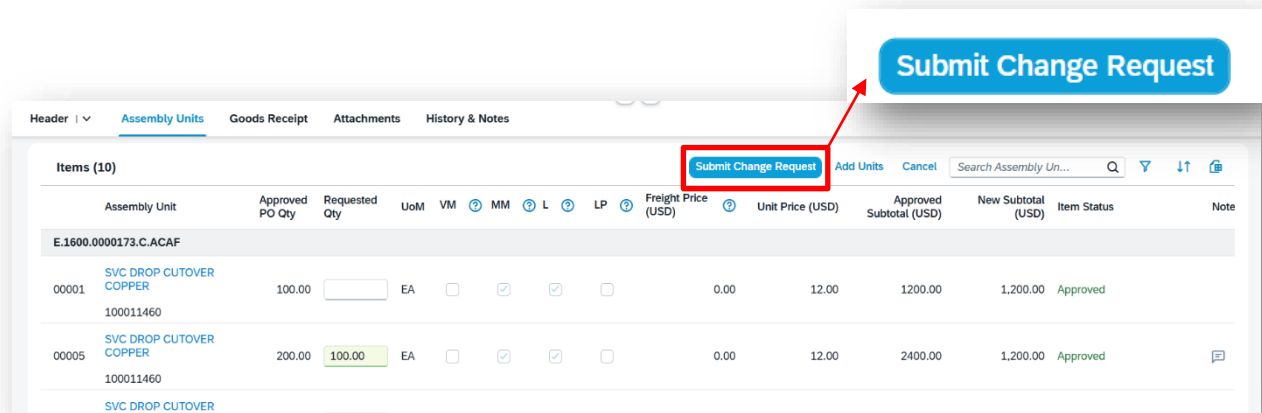 Submit Change Request
Header | Assembly Units Goods Receipt Attachments History & Notes
Items (10) Submit Change Request Add Units Cancel Search Assembly Un...
Assembly Unit Approved PO Qty Requested Qty UoM VM MM L LP Freight Price (USD) Unit Price (USD) Approved Subtotal (USD) New Subtotal (USD) Item Status Note
E.1600.0000173.C.ACAF
00001 SVC DROP CUTOVER COPPER 100.00 EA 0.00 12.00 1200.00 1,200.00 Approved
100011460
00005 SVC DROP CUTOVER COPPER 200.00 100.00 EA 0.00 12.00 2400.00 1,200.00 Approved
100011460
SVC DROP CUTOVER